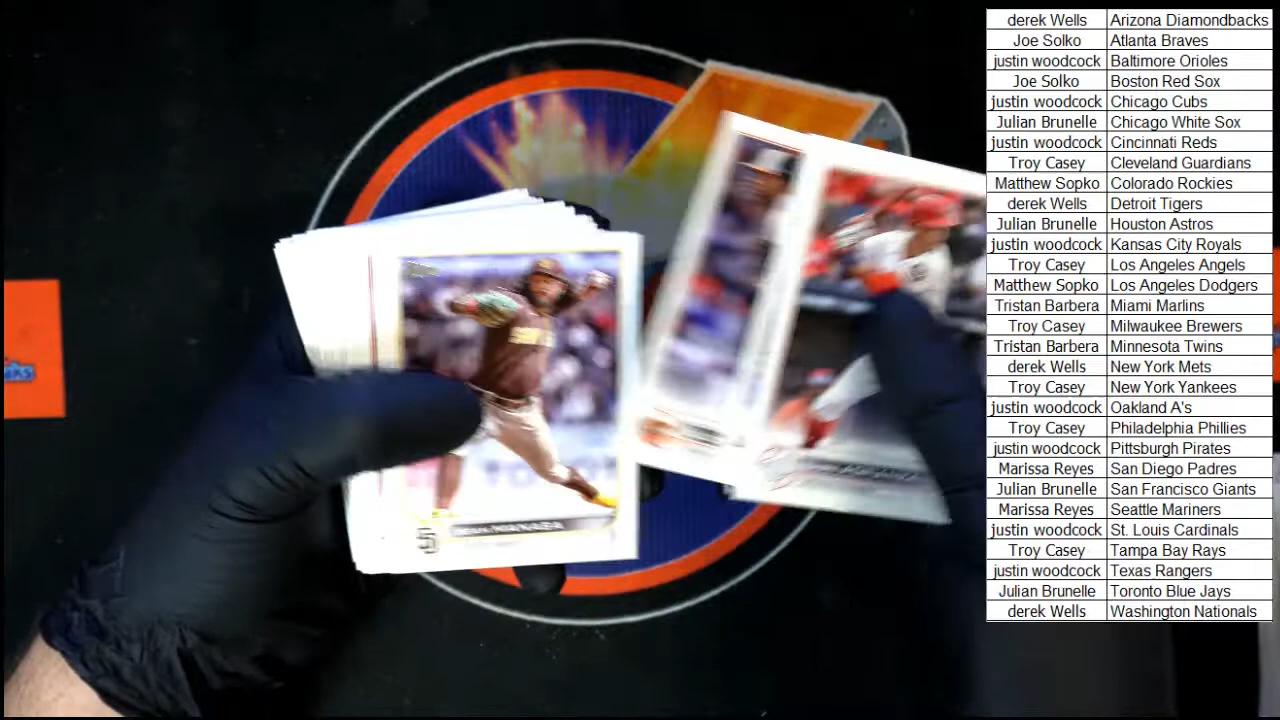 derek Wells Arizona Diamondbacks
Joe Solko Atlanta Braves
justin woodcock Baltimore Orioles
Joe Solko Boston Red Sox
justin woodcock Chicago Cubs
Julian Brunelle Chicago White Sox
justin woodcock Cincinnati Reds
Troy Casey Cleveland Guardians
Matthew Sopko Colorado Rockies
derek Wells Detroit Tigers
Julian Brunelle Houston Astros
justin woodcock Kansas City Royals
Troy Casey Los Angeles Angels
Matthew Sopko Los Angeles Dodgers
Tristan Barbera Miami Marlins
Troy Casey Milwaukee Brewers
Tristan Barbera Minnesota Twins
derek Wells New York Mets
Troy Casey New York Yankees
justin woodcock Oakland A's
Troy Casey Philadelphia Phillies
justin woodcock Pittsburgh Pirates
Marissa Reyes San Diego Padres
Julian Brunelle San Francisco Giants
Marissa Reyes Seattle Mariners
justin woodcock St. Louis Cardinals
Troy Casey Tampa Bay Rays
justin woodcock Texas Rangers
Julian Brunelle Toronto Blue Jays
derek Wells Washington Nationals
MANAEA